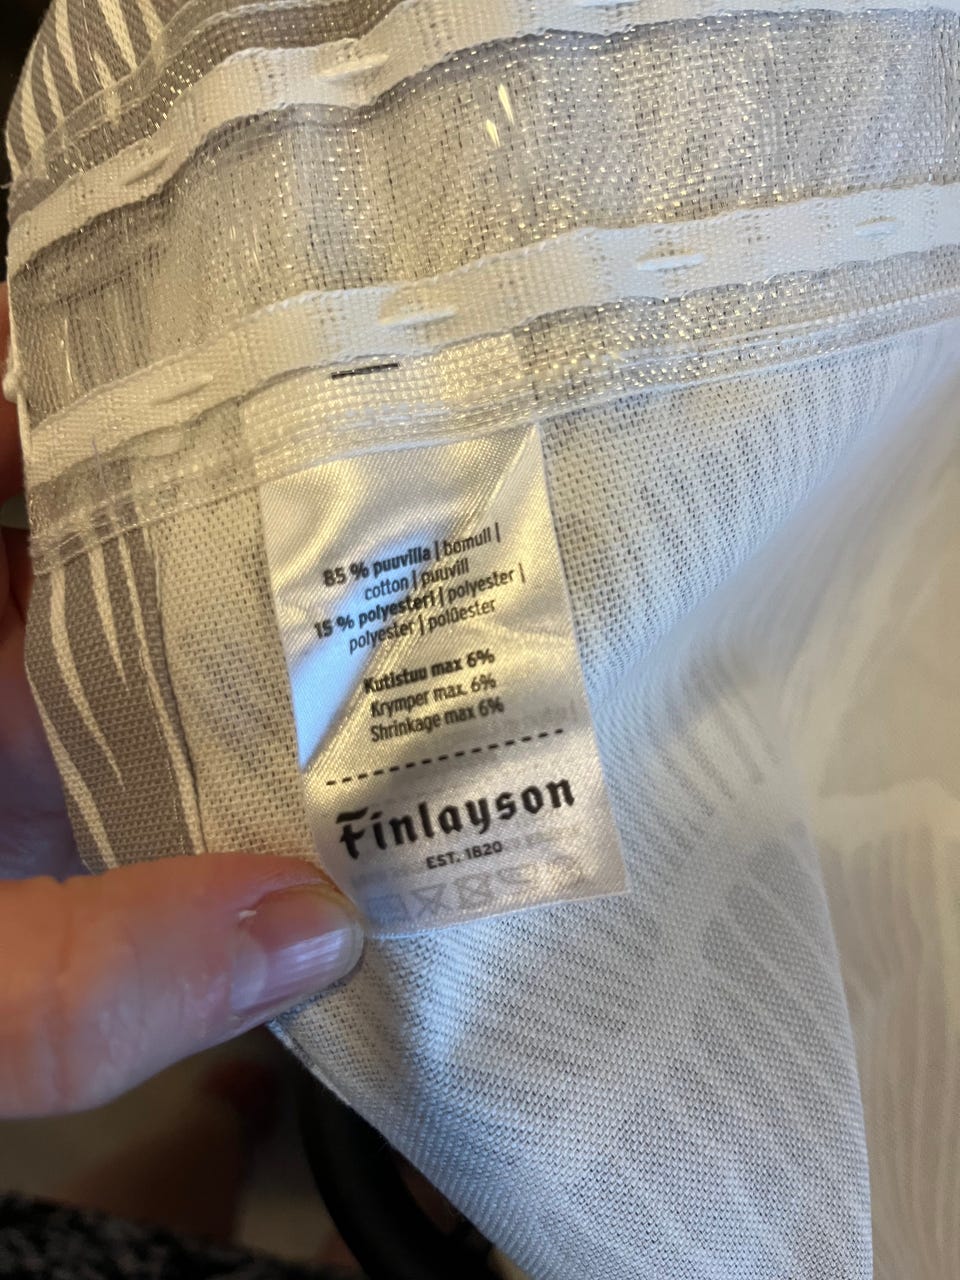 85 % puuvilla | bomull |
cotton | puuvill
15 % polyesteri | polyester |
polyester | polüester
Kutistuu max 6%
Krymper max. 6%
Shrinkage max 6%
Finlayson
EST. 1820